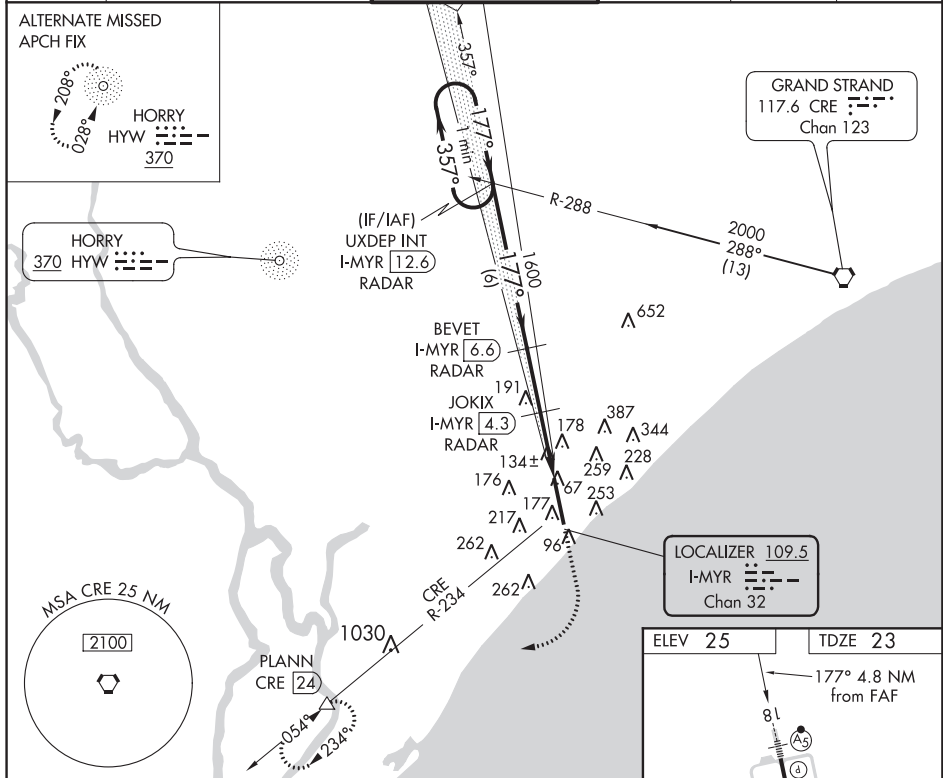 ALTERNATE MISSED
APCH FIX
208°
028°
HORRY
HYW
370
357°
177°
1 min
357°
GRAND STRAND
117.6 CRE
Chan 123
R-288
2000
288°
(13)
(IF/IAF)
UXDEP INT
I-MYR 12.6
RADAR
HORRY
370 HYW
1600
177°
(6)
652
BEVET
I-MYR 6.6
RADAR
191
JOKIX
I-MYR 4.3
RADAR
387
178
344
134±
259
228
176
67
253
177
217
96
262
262
LOCALIZER 109.5
I-MYR
Chan 32
CRE
R-234
MSA CRE 25 NM
2100
1030
PLANN
CRE 24
054°
234°
ELEV 25
TDZE 23
177° 4.8 NM
from FAF
18
A5
P